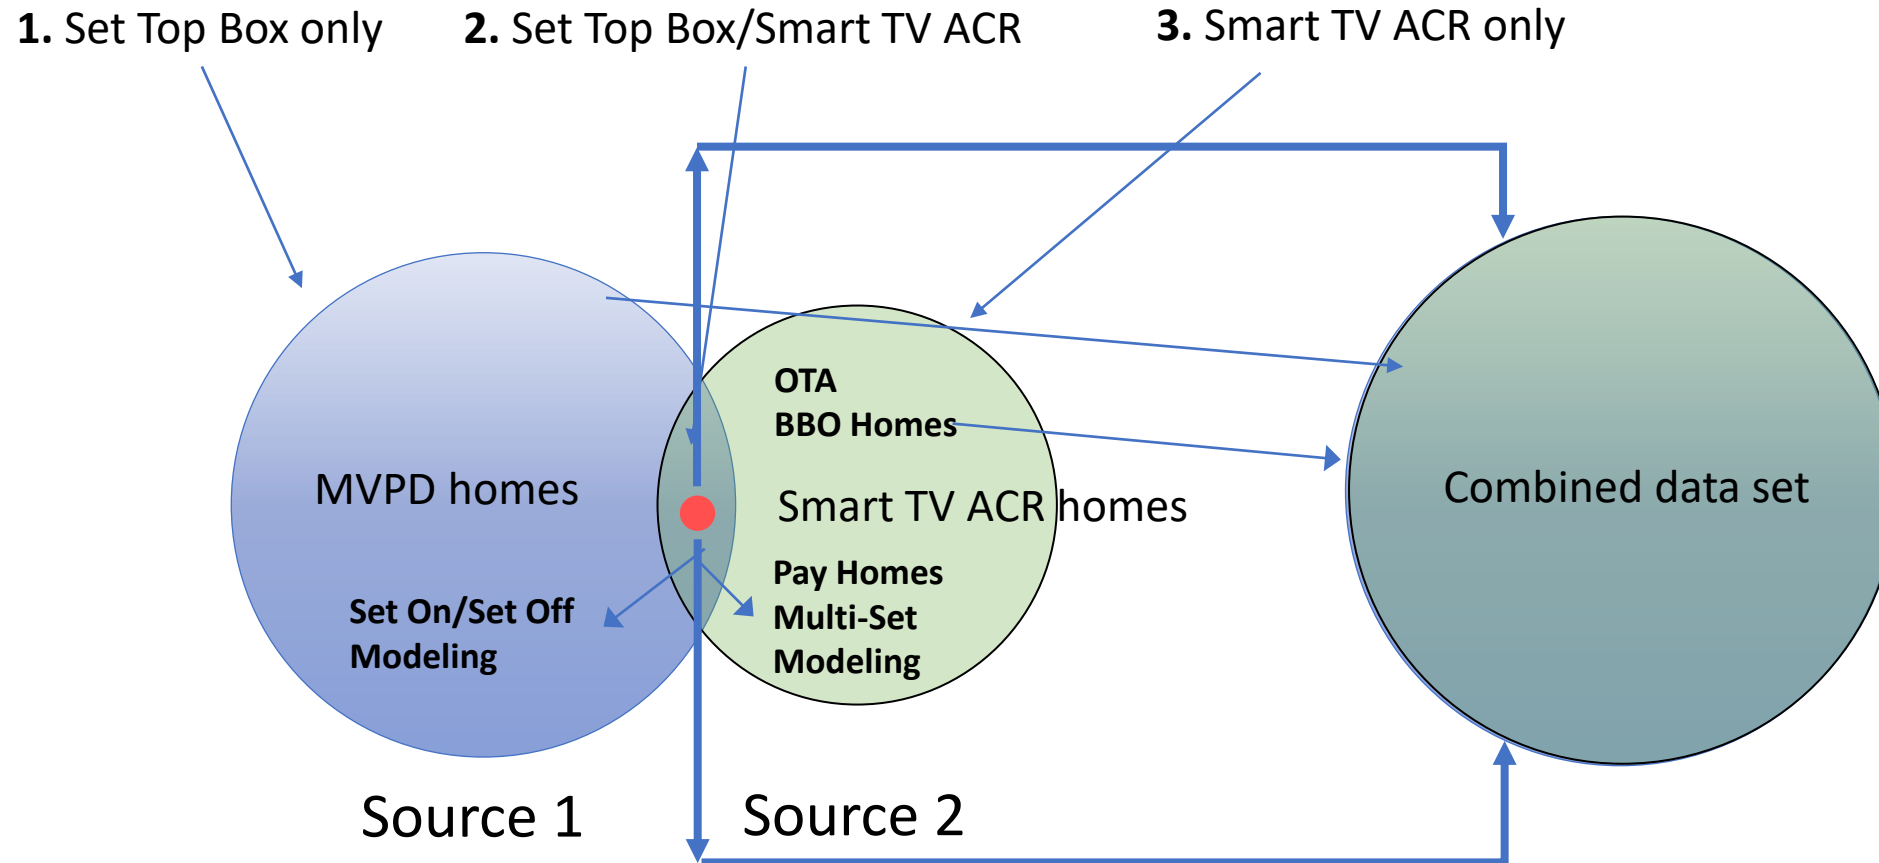 1. Set Top Box only
2. Set Top Box/Smart TV ACR
3. Smart TV ACR only
OTA
BBO Homes
MVPD homes
Smart TV ACR homes
Combined data set
Set On/Set Off
Modeling
Pay Homes
Multi-Set
Modeling
Source 1
Source 2